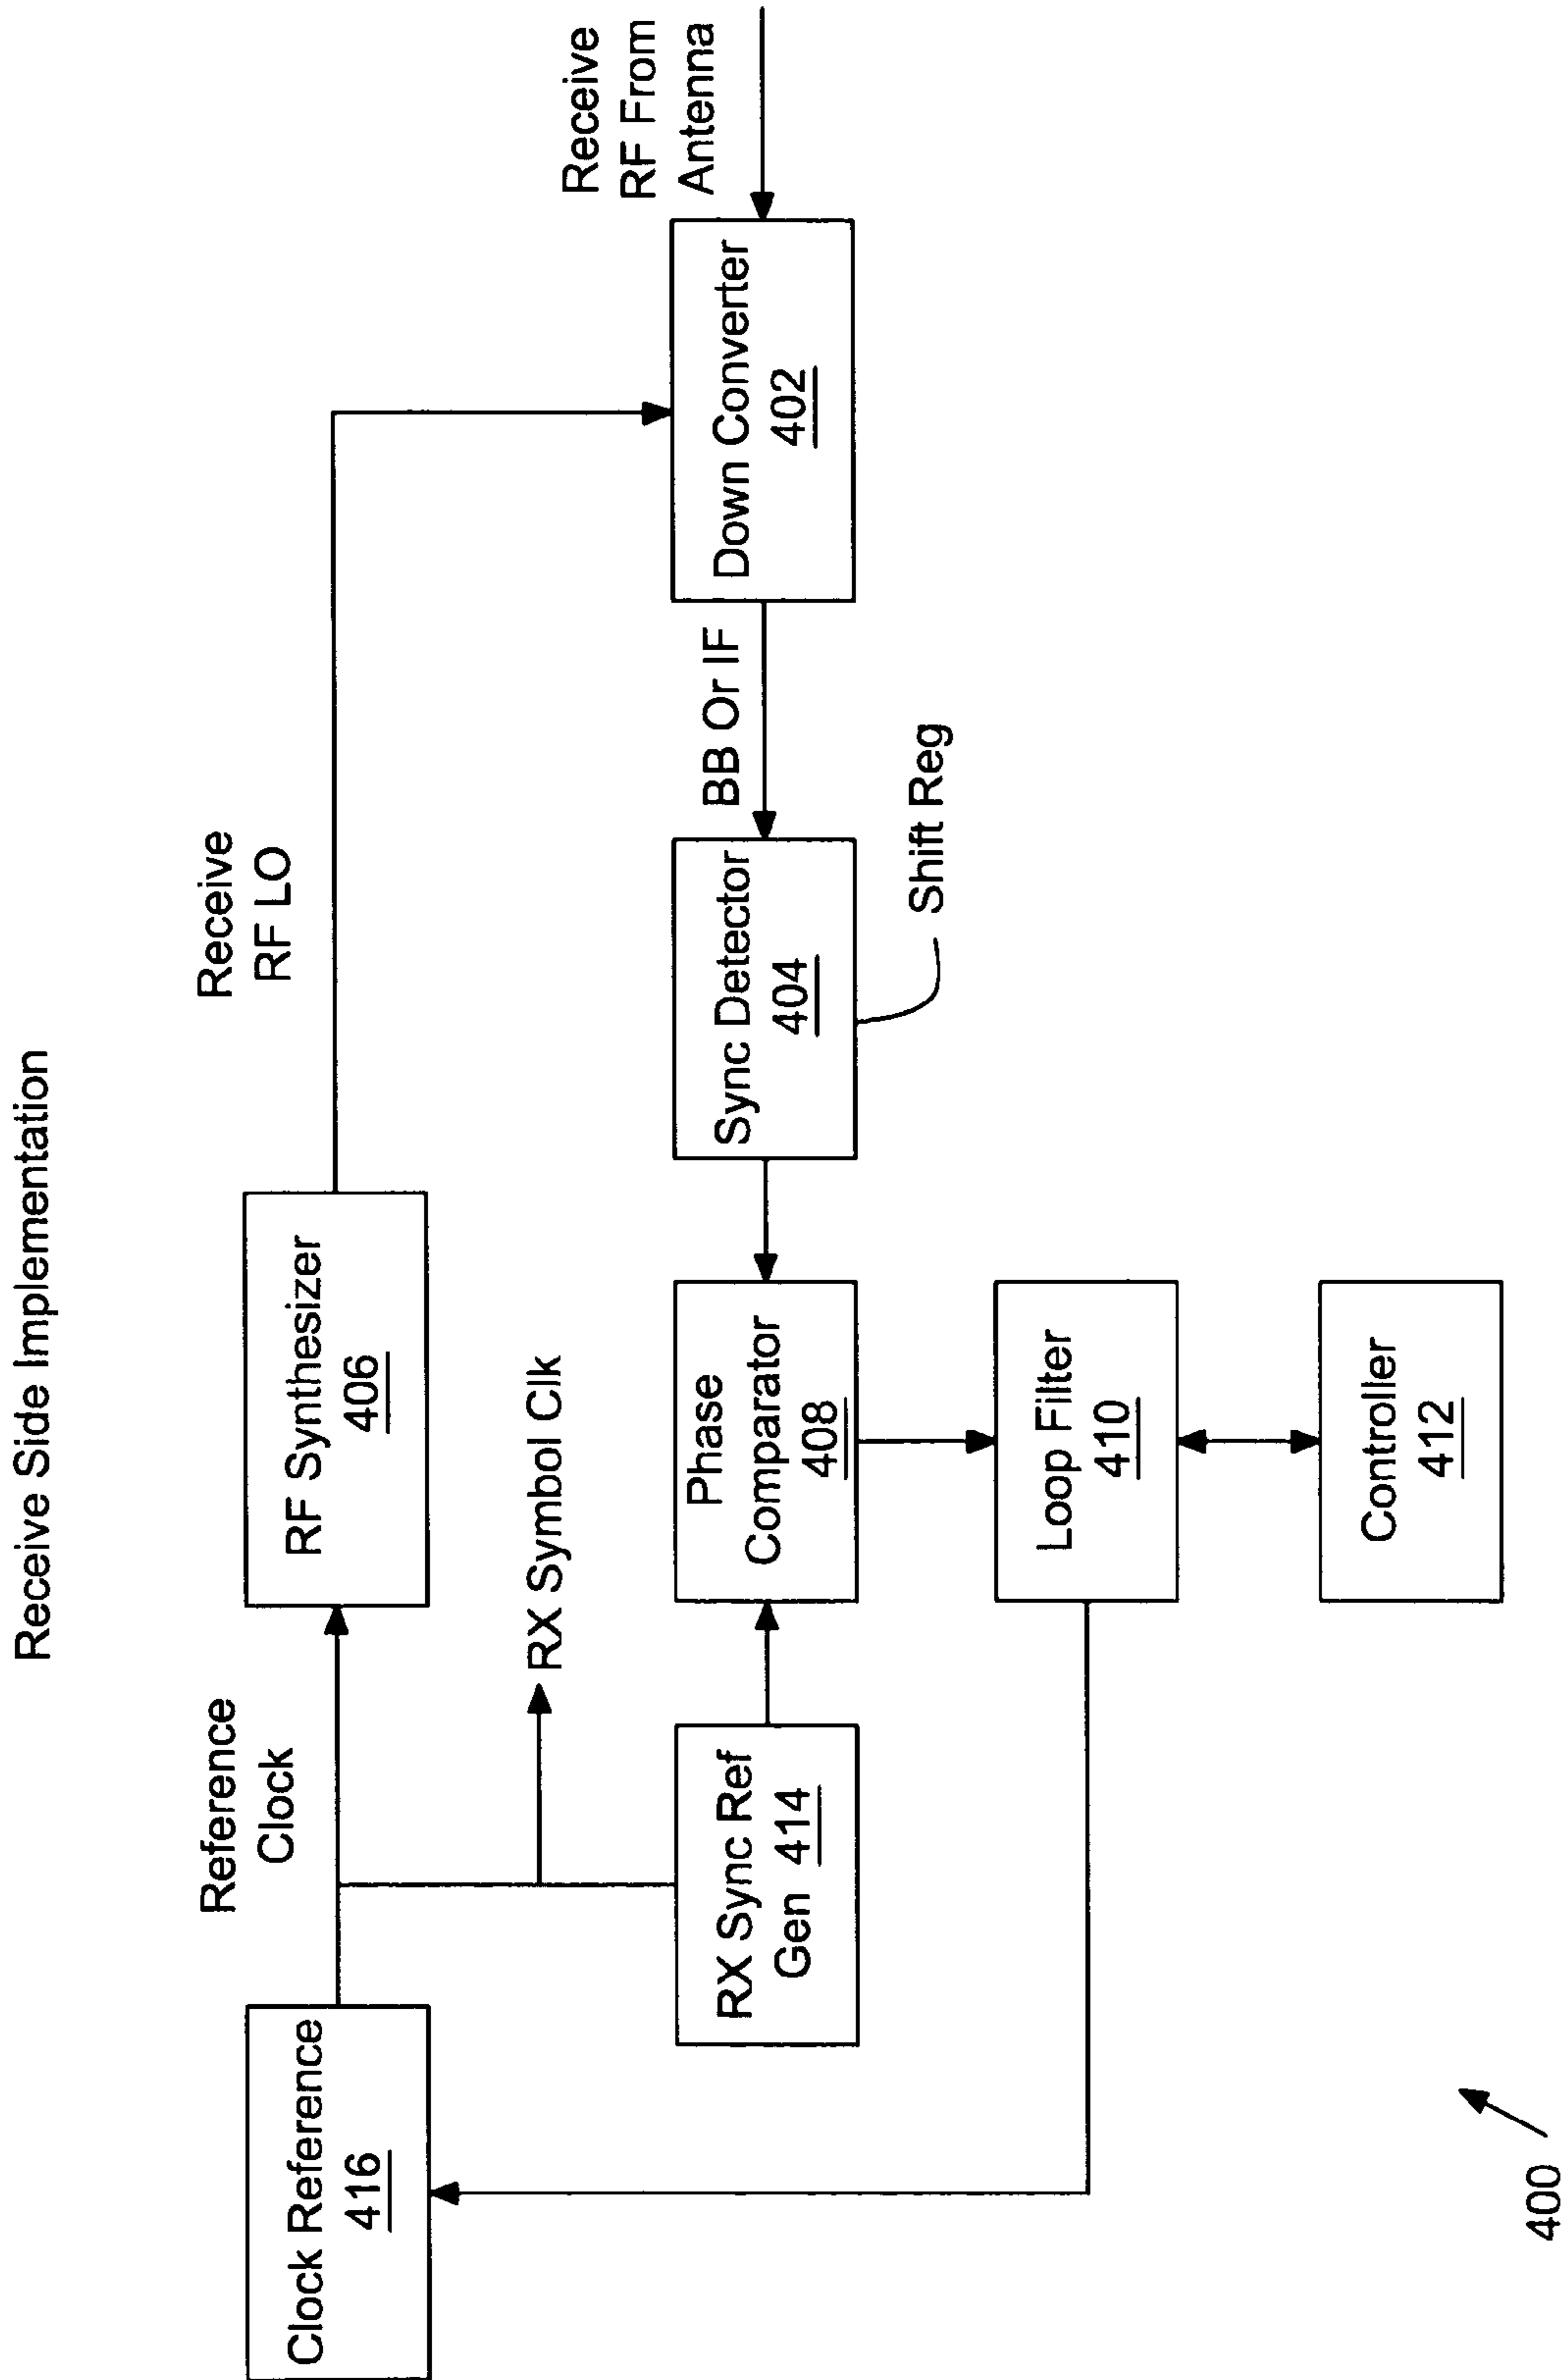 Receive Side Implementation
Clock Reference
416
Reference
Clock
RF Synthesizer
406
Receive
RF LO
RX Symbol Clk
Receive
RF From
Antenna
RX Sync Ref
Gen 414
Phase
Comparator
408
Sync Detector
404
BB Or IF
Down Converter
402
Shift Reg
Loop Filter
410
Controller
412
400